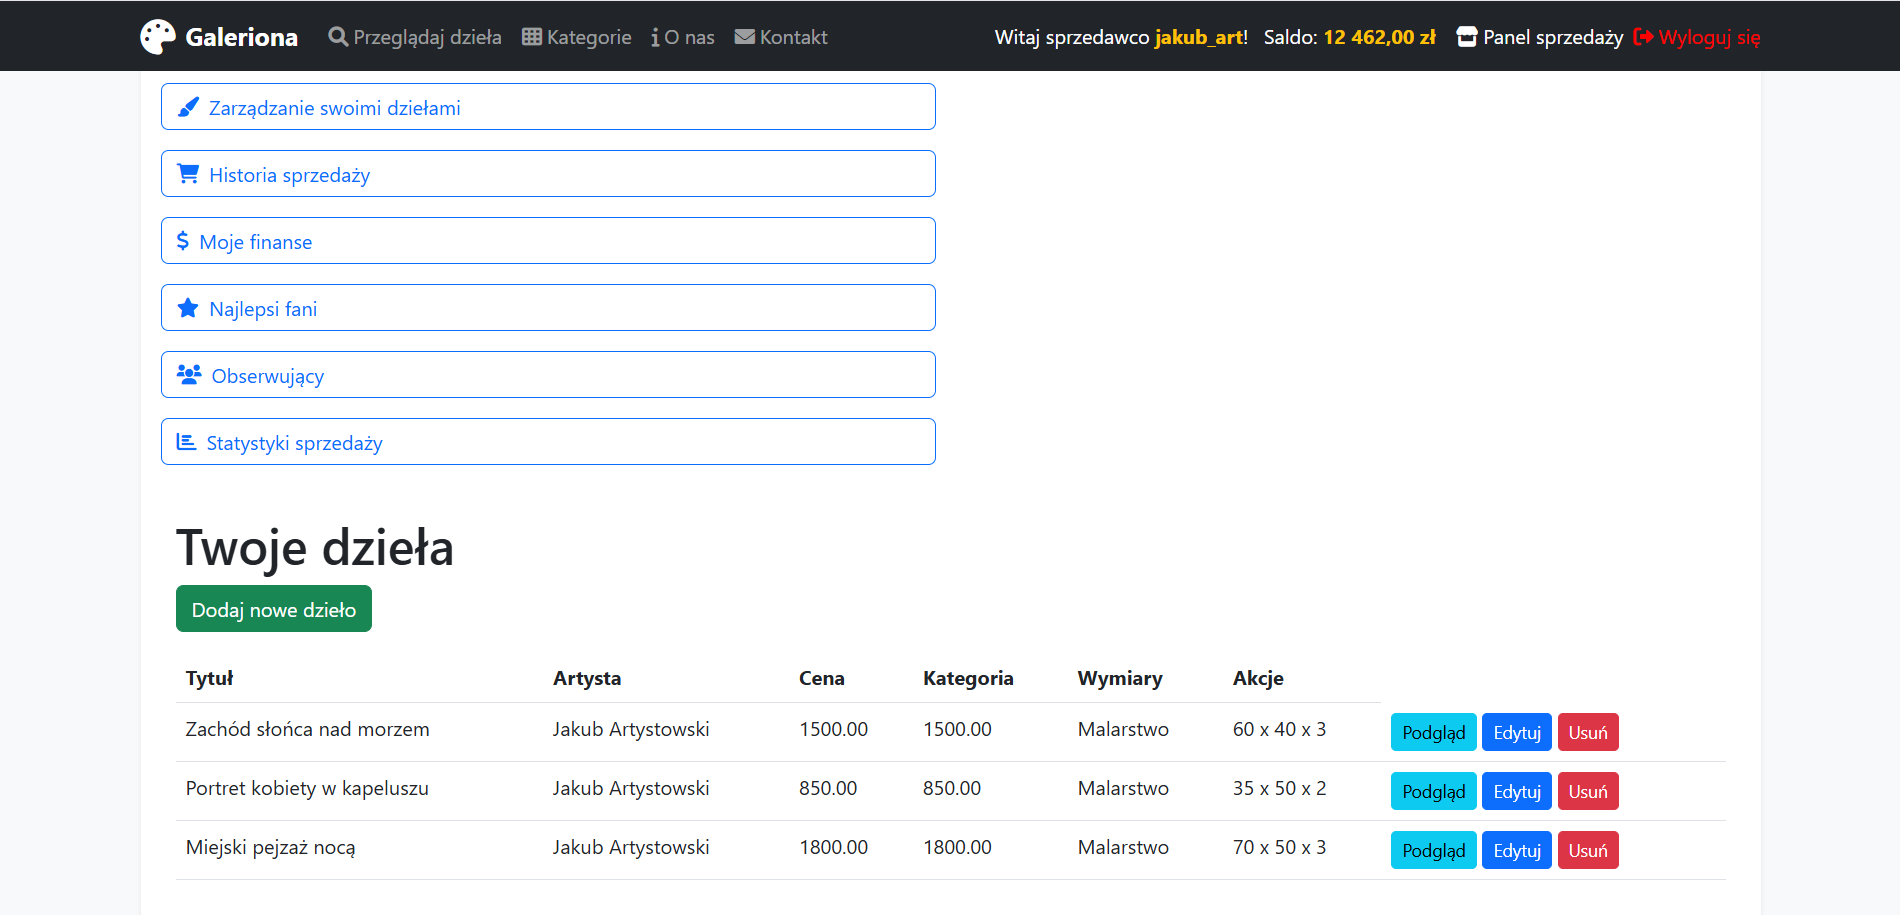 Galeriona Przeglądaj dzieła Kategorie O nas Kontakt Witaj sprzedawco jakub_art! Saldo: 12 462,00 zł Panel sprzedaży Wyloguj się
Zarządzanie swoimi dziełami
Historia sprzedaży
Moje finanse
Najlepsi fani
Obserwujący
Statystyki sprzedaży
Twoje dzieła
Dodaj nowe dzieło
Tytuł Artysta Cena Kategoria Wymiary Akcje
Zachód słońca nad morzem Jakub Artystowski 1500.00 1500.00 Malarstwo 60 x 40 x 3 Podgląd Edytuj Usuń
Portret kobiety w kapeluszu Jakub Artystowski 850.00 850.00 Malarstwo 35 x 50 x 2 Podgląd Edytuj Usuń
Miejski pejzaż nocą Jakub Artystowski 1800.00 1800.00 Malarstwo 70 x 50 x 3 Podgląd Edytuj Usuń